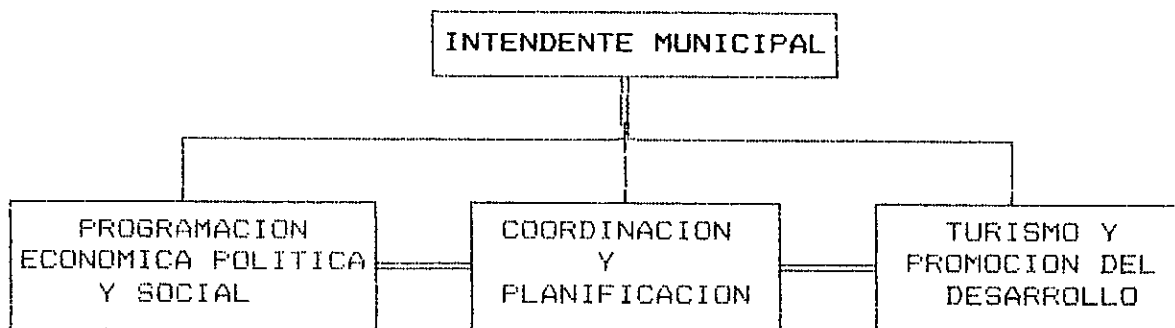 INTENDENTE MUNICIPAL
PROGRAMACION
ECONOMICA POLITICA
Y SOCIAL
COORDINACION
Y
PLANIFICACION
TURISMO Y
PROMOCION DEL
DESARROLLO